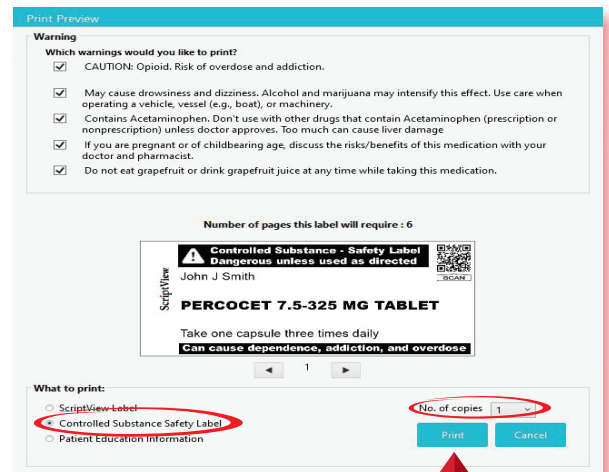 Print Preview
Warning
Which warnings would you like to print?
CAUTION: Opioid. Risk of overdose and addiction.
May cause drowsiness and dizziness. Alcohol and marijuana may intensify this effect. Use care when
operating a vehicle, vessel (e.g., boat), or machinery.
Contains Acetaminophen. Don't use with other drugs that contain Acetaminophen (prescription or
nonprescription) unless doctor approves. Too much can cause liver damage
If you are pregnant or of childbearing age, discuss the risks/benefits of this medication with your
doctor and pharmacist.
Do not eat grapefruit or drink grapefruit juice at any time while taking this medication.
Number of pages this label will require : 6
Controlled Substance - Safety Label
Dangerous unless used as directed
SCAN
ScriptView
John J Smith
PERCOCET 7.5-325 MG TABLET
Take one capsule three times daily
Can cause dependence, addiction, and overdose
1
What to print:
ScriptView Label
Controlled Substance Safety Label
Patient Education Information
No. of copies 1
Print Cancel